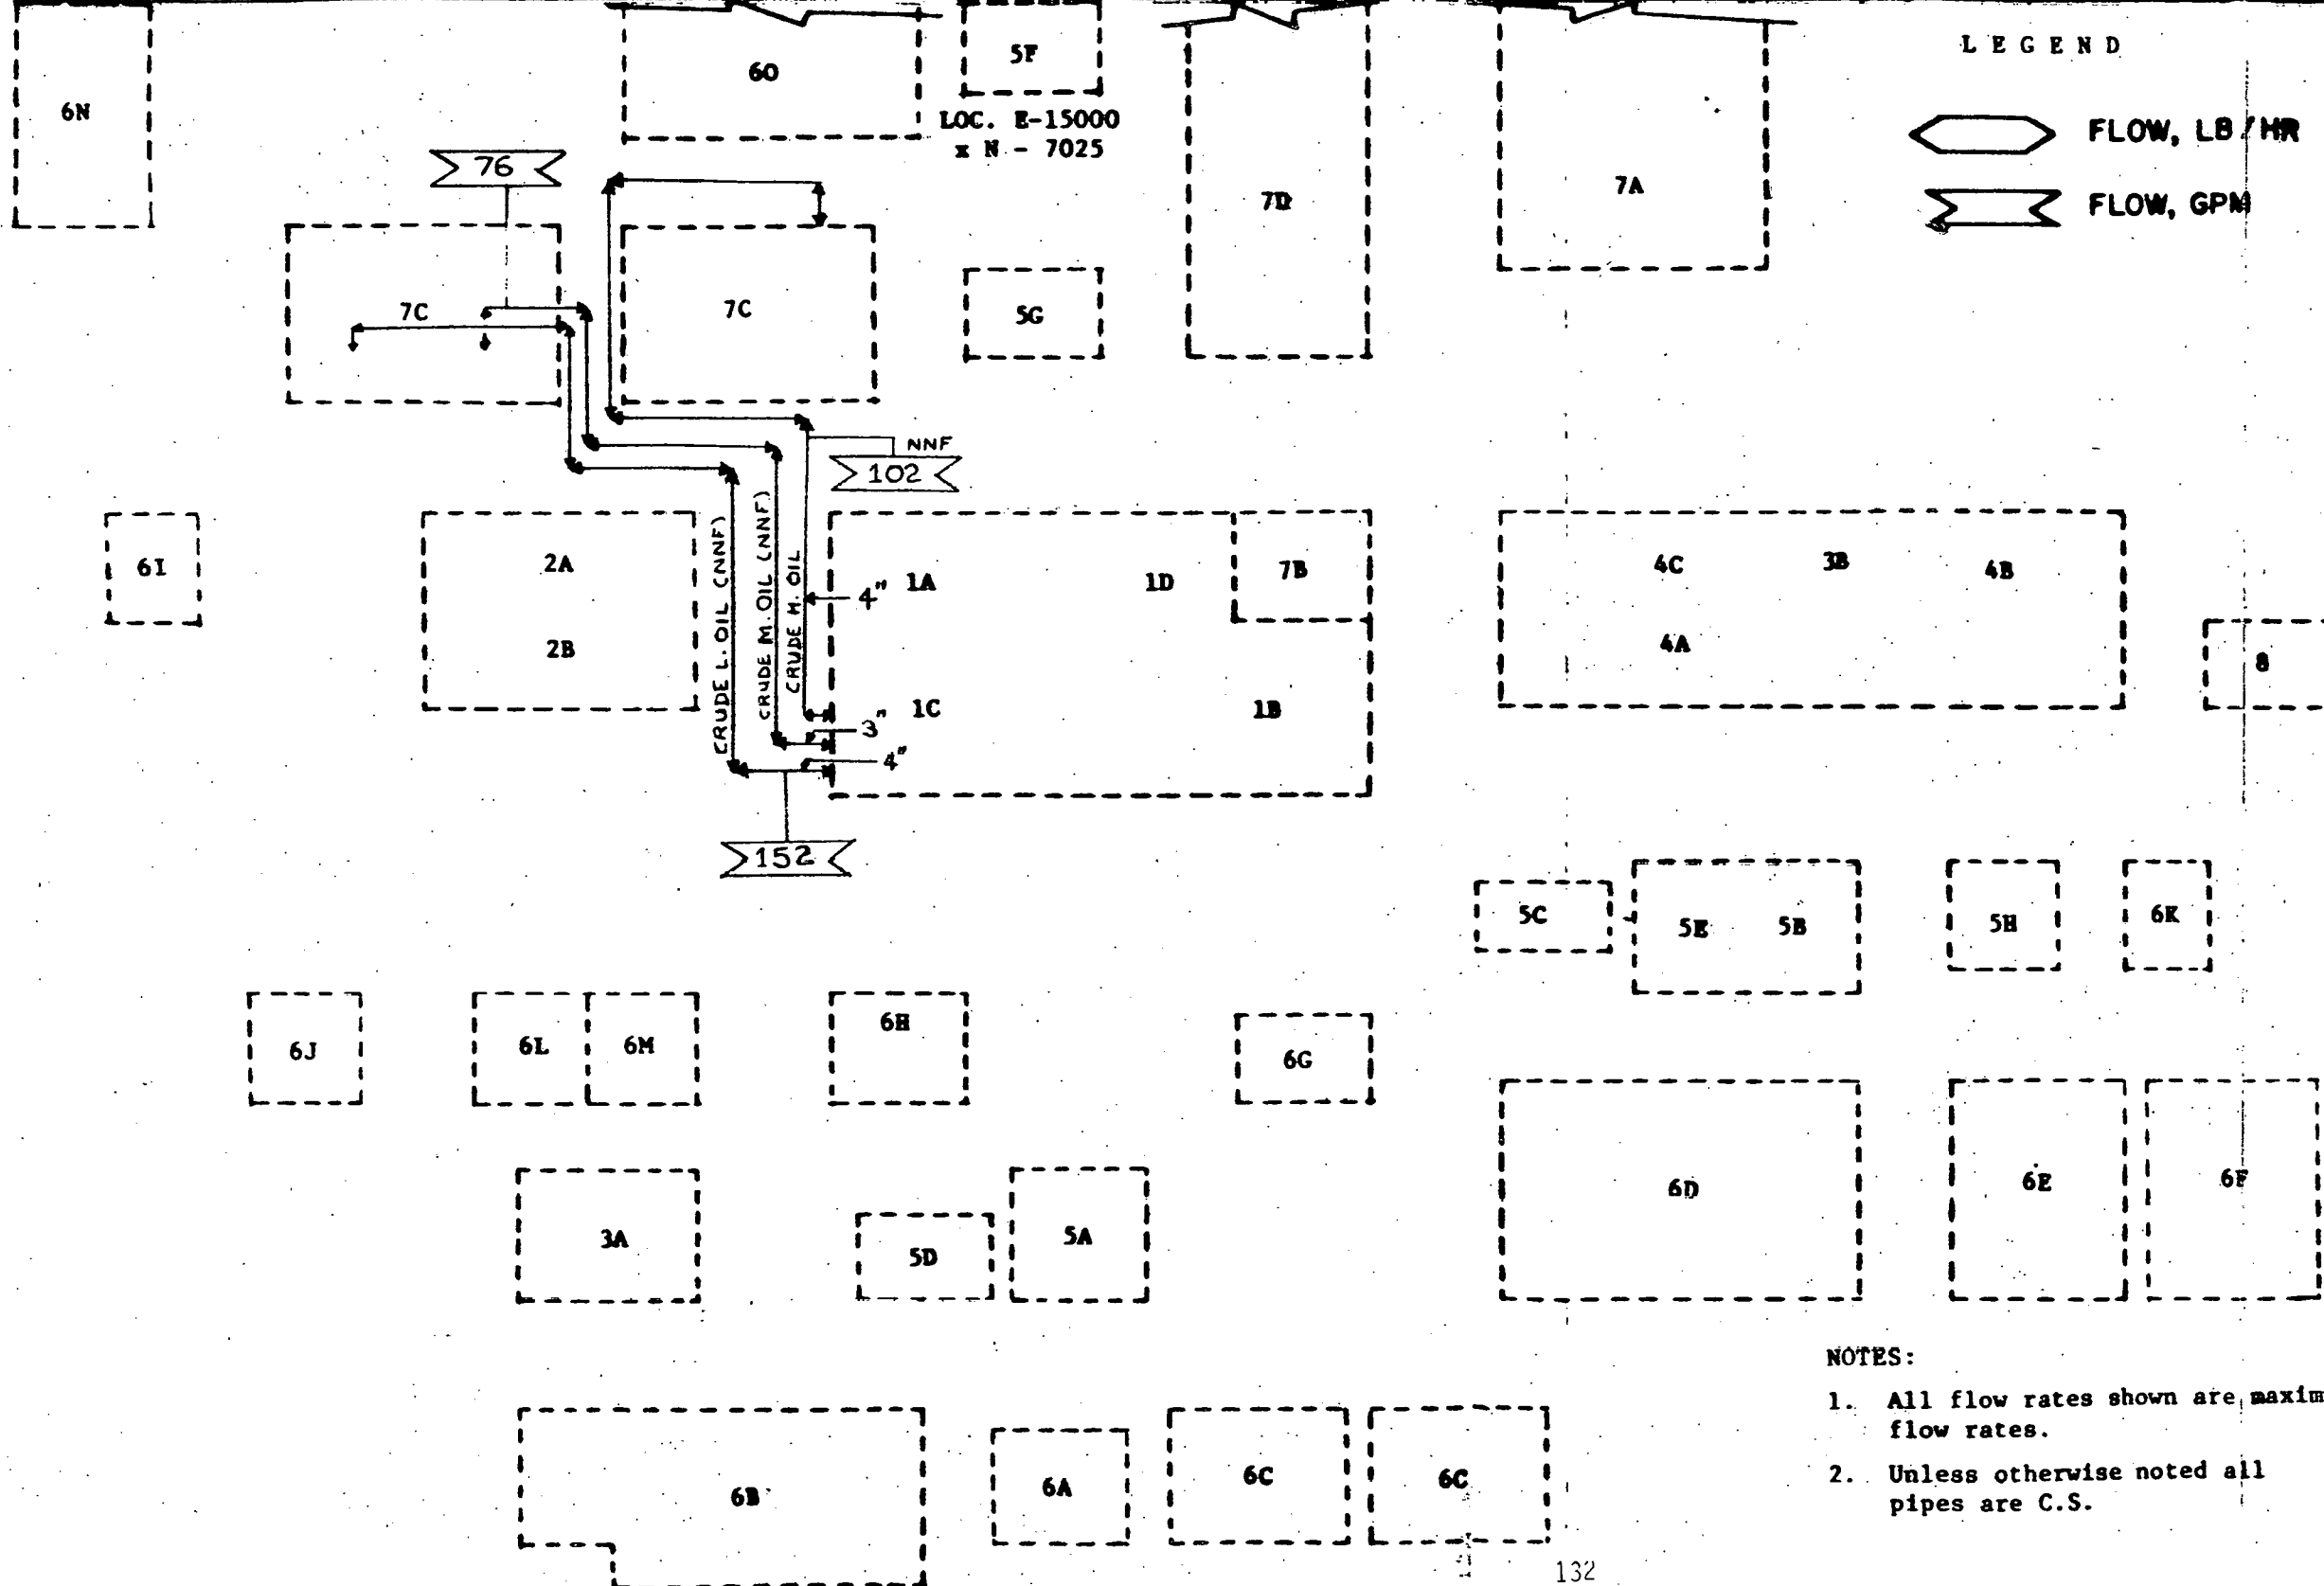 LEGEND
FLOW, LB/HR
FLOW, GPM
6N
6O
5F
LOC. E-15000
x N - 7025
76
7D
7A
7C
7C
5G
NNF
102
6I
2A
2B
CRUDE L. OIL (NNF)
CRUDE M. OIL (NNF)
CRUDE H. OIL
4"
1A
1D
7B
1C
3"
1B
4"
4C
3B
4B
4A
8
152
5C
5E
5B
5H
6K
6J
6L
6M
6H
6G
3A
5D
5A
6D
6E
6F
6B
6A
6C
6C
NOTES:
1. All flow rates shown are maxim
flow rates.
2. Unless otherwise noted all
pipes are C.S.
132